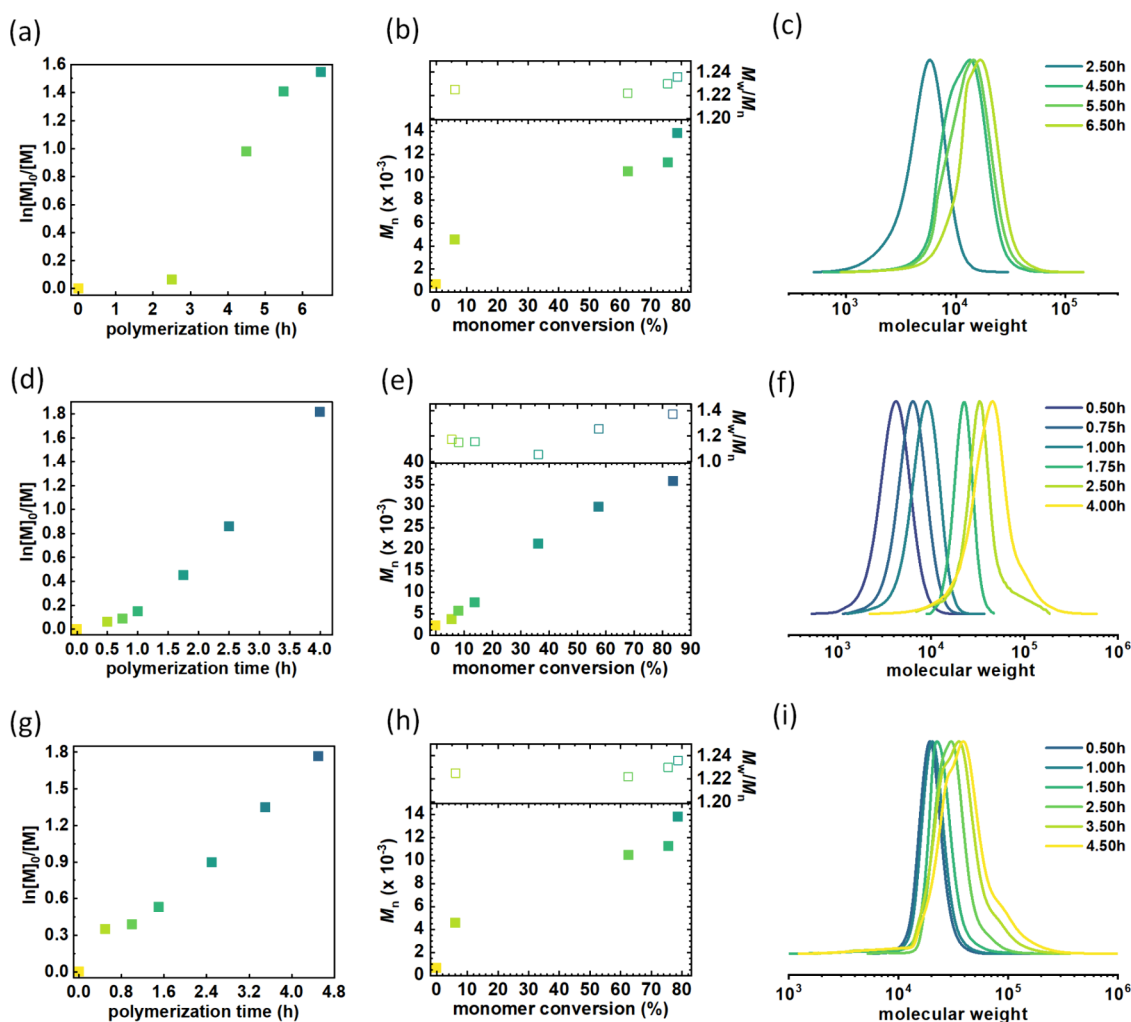 (a)
ln[M]₀/[M]
1.6
1.4
1.2
1.0
0.8
0.6
0.4
0.2
0.0
0 1 2 3 4 5 6
polymerization time (h)
(b)
1.24
1.22
1.20
Mw/Mn
14
12
10
8
6
4
2
0
Mn (x 10⁻³)
0 10 20 30 40 50 60 70 80
monomer conversion (%)
(c)
2.50h
4.50h
5.50h
6.50h
10³ 10⁴ 10⁵
molecular weight
(d)
ln[M]₀/[M]
1.8
1.6
1.4
1.2
1.0
0.8
0.6
0.4
0.2
0.0
0.0 0.5 1.0 1.5 2.0 2.5 3.0 3.5 4.0
polymerization time (h)
(e)
1.4
1.2
1.0
Mw/Mn
40
35
30
25
20
15
10
5
0
Mn (x 10⁻³)
0 10 20 30 40 50 60 70 80 90
monomer conversion (%)
(f)
0.50h
0.75h
1.00h
1.75h
2.50h
4.00h
10³ 10⁴ 10⁵ 10⁶
molecular weight
(g)
ln[M]₀/[M]
1.8
1.5
1.2
0.9
0.6
0.3
0.0
0.0 0.8 1.6 2.4 3.2 4.0 4.8
polymerization time (h)
(h)
1.24
1.22
1.20
Mw/Mn
14
12
10
8
6
4
2
0
Mn (x 10⁻³)
0 10 20 30 40 50 60 70 80
monomer conversion (%)
(i)
0.50h
1.00h
1.50h
2.50h
3.50h
4.50h
10³ 10⁴ 10⁵ 10⁶
molecular weight